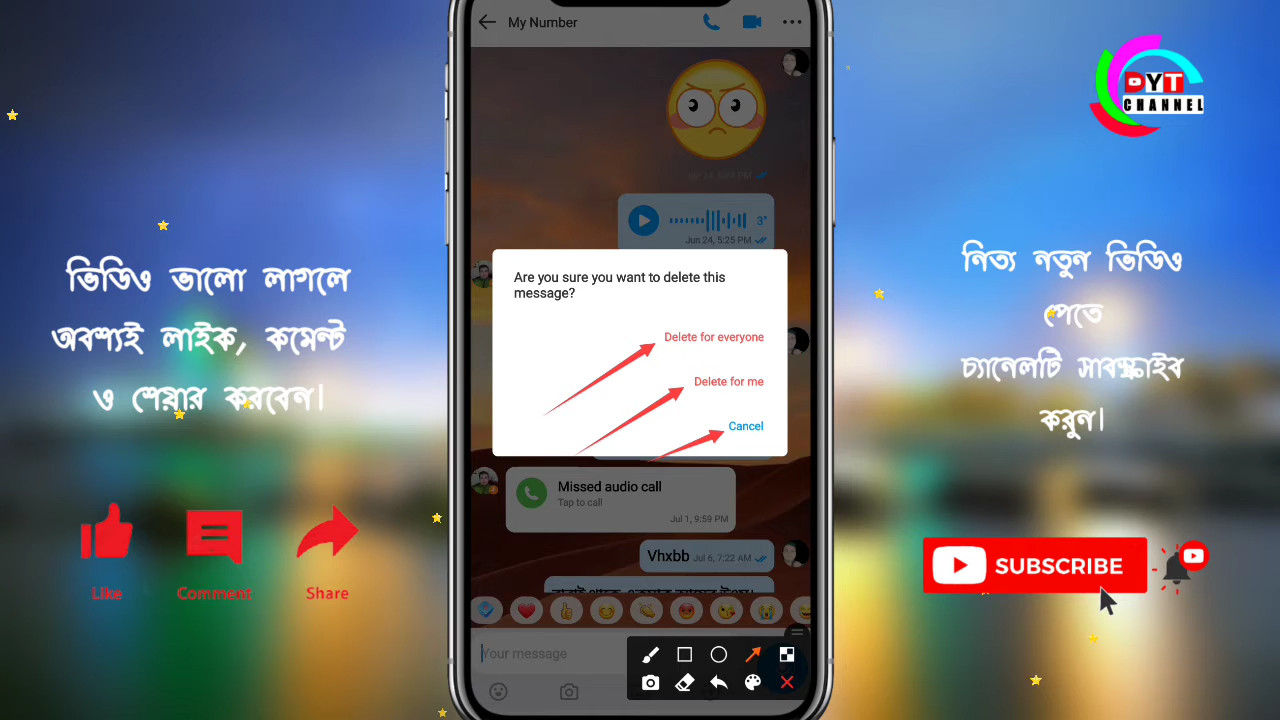 My Number
DYT
CHANNEL
3"
Jun 24, 5:25 PM
Are you sure you want to delete this
message?
Delete for everyone
Delete for me
Cancel
ভিডিও ভালো লাগলে
অবশ্যই লাইক, কমেন্ট
ও শেয়ার করবেন।
Like
Comment
Share
নিত্য নতুন ভিডিও
পেতে
চ্যানেলটি সাবস্ক্রাইব
করুন।
SUBSCRIBE
Missed audio call
Tap to call
Jul 1, 9:59 PM
Vhxbb Jul 6, 7:22 AM
Your message